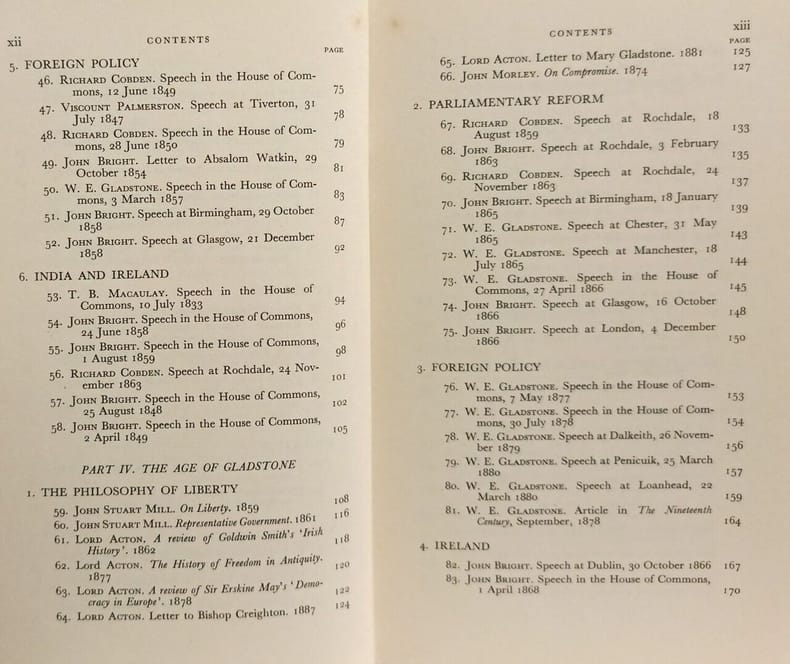 xii
CONTENTS
PAGE
5. FOREIGN POLICY
46. RICHARD COBDEN. Speech in the House of Com-
mons, 12 June 1849 75
47. VISCOUNT PALMERSTON. Speech at Tiverton, 31
July 1847 78
48. RICHARD COBDEN. Speech in the House of Com-
mons, 28 June 1850 79
49. JOHN BRIGHT. Letter to Absalom Watkin, 29
October 1854 81
50. W. E. GLADSTONE. Speech in the House of Com-
mons, 3 March 1857 83
51. JOHN BRIGHT. Speech at Birmingham, 29 October
1858 87
52. JOHN BRIGHT. Speech at Glasgow, 21 December
1858 92
6. INDIA AND IRELAND
53. T. B. MACAULAY. Speech in the House of
Commons, 10 July 1833 94
54. JOHN BRIGHT. Speech in the House of Commons,
24 June 1858 96
55. JOHN BRIGHT. Speech in the House of Commons,
1 August 1859 98
56. RICHARD COBDEN. Speech at Rochdale, 24 Nov-
ember 1863 101
57. JOHN BRIGHT. Speech in the House of Commons,
25 August 1848 102
58. JOHN BRIGHT. Speech in the House of Commons,
2 April 1849 105
PART IV. THE AGE OF GLADSTONE
1. THE PHILOSOPHY OF LIBERTY
59. JOHN STUART MILL. On Liberty. 1859 108
60. JOHN STUART MILL. Representative Government. 1861 116
61. LORD ACTON. A review of Goldwin Smith's 'Irish
History'. 1862 118
62. LORD ACTON. The History of Freedom in Antiquity.
1877 120
63. LORD ACTON. A review of Sir Erskine May's 'Demo-
cracy in Europe'. 1878 122
64. LORD ACTON. Letter to Bishop Creighton. 1887 124
CONTENTS
xiii
PAGE
65. LORD ACTON. Letter to Mary Gladstone. 1881 125
66. JOHN MORLEY. On Compromise. 1874 127
2. PARLIAMENTARY REFORM
67. RICHARD COBDEN. Speech at Rochdale, 18
August 1859 133
68. JOHN BRIGHT. Speech at Rochdale, 3 February
1863 135
69. RICHARD COBDEN. Speech at Rochdale, 24
November 1863 137
70. JOHN BRIGHT. Speech at Birmingham, 18 January
1865 139
71. W. E. GLADSTONE. Speech at Chester, 31 May
1865 143
72. W. E. GLADSTONE. Speech at Manchester, 18
July 1865 144
73. W. E. GLADSTONE. Speech in the House of
Commons, 27 April 1866 145
74. JOHN BRIGHT. Speech at Glasgow, 16 October
1866 148
75. JOHN BRIGHT. Speech at London, 4 December
1866 150
3. FOREIGN POLICY
76. W. E. GLADSTONE. Speech in the House of Com-
mons, 7 May 1877 153
77. W. E. GLADSTONE. Speech in the House of Com-
mons, 30 July 1878 154
78. W. E. GLADSTONE. Speech at Dalkeith, 26 Novem-
ber 1879 156
79. W. E. GLADSTONE. Speech at Penicuik, 25 March
1880 157
80. W. E. GLADSTONE. Speech at Loanhead, 22
March 1880 159
81. W. E. GLADSTONE. Article in The Nineteenth
Century, September, 1878 164
4. IRELAND
82. JOHN BRIGHT. Speech at Dublin, 30 October 1866 167
83. JOHN BRIGHT. Speech in the House of Commons,
1 April 1868 170